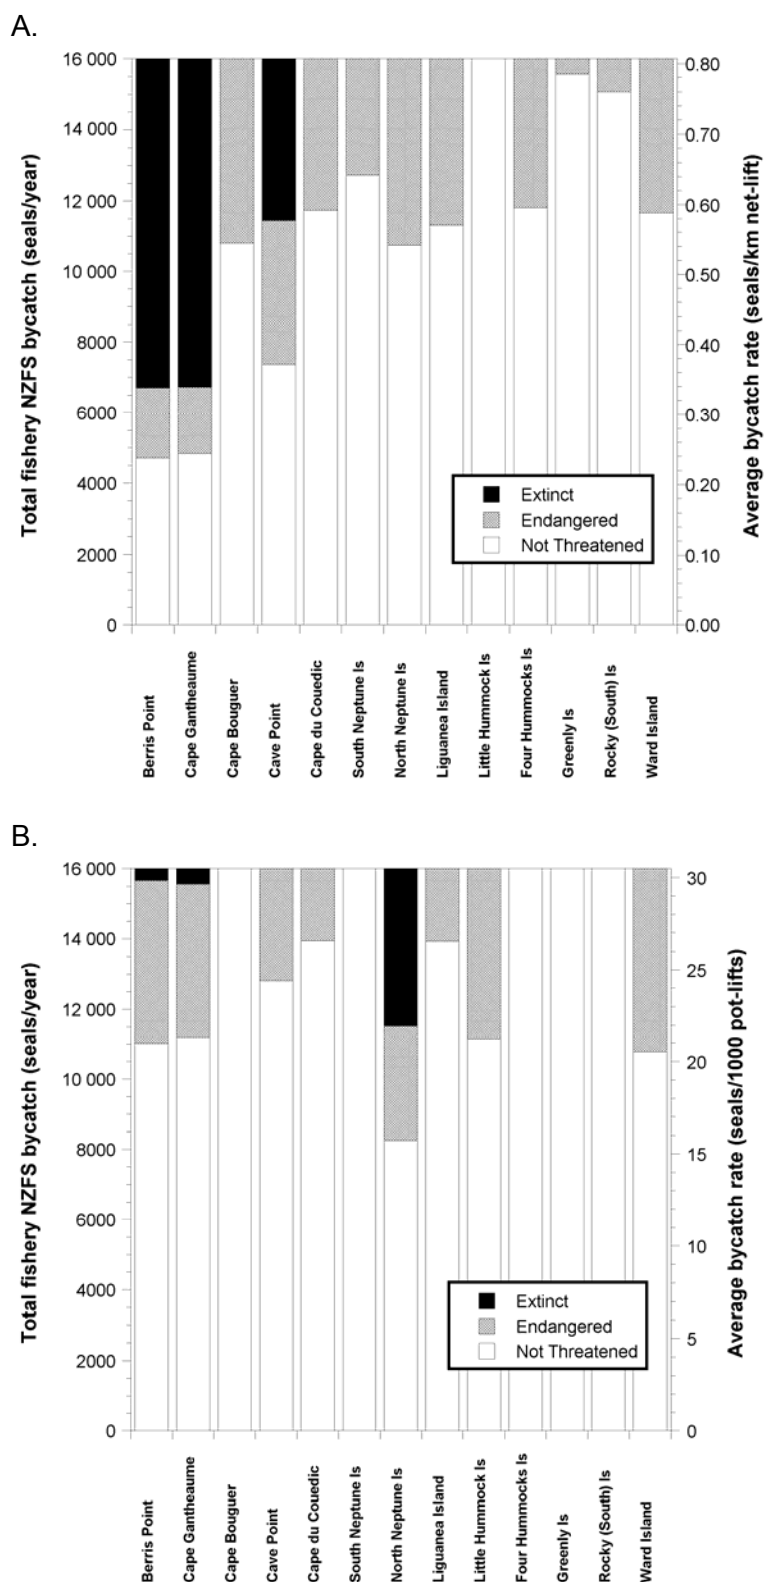 A.
Total fishery NZFS bycatch (seals/year)
16 000
14 000
12 000
10 000
8000
6000
4000
2000
0
0.80
0.70
0.60
0.50
0.40
0.30
0.20
0.10
0.00
Average bycatch rate (seals/km net-lift)
Extinct
Endangered
Not Threatened
Berris Point
Cape Gantheaume
Cape Bouguer
Cave Point
Cape du Couedic
South Neptune Is
North Neptune Is
Liguanea Island
Little Hummock Is
Four Hummocks Is
Greenly Is
Rocky (South) Is
Ward Island
B.
Total fishery NZFS bycatch (seals/year)
16 000
14 000
12 000
10 000
8000
6000
4000
2000
0
30
25
20
15
10
5
0
Average bycatch rate (seals/1000 pot-lifts)
Extinct
Endangered
Not Threatened
Berris Point
Cape Gantheaume
Cape Bouguer
Cave Point
Cape du Couedic
South Neptune Is
North Neptune Is
Liguanea Island
Little Hummock Is
Four Hummocks Is
Greenly Is
Rocky (South) Is
Ward Island